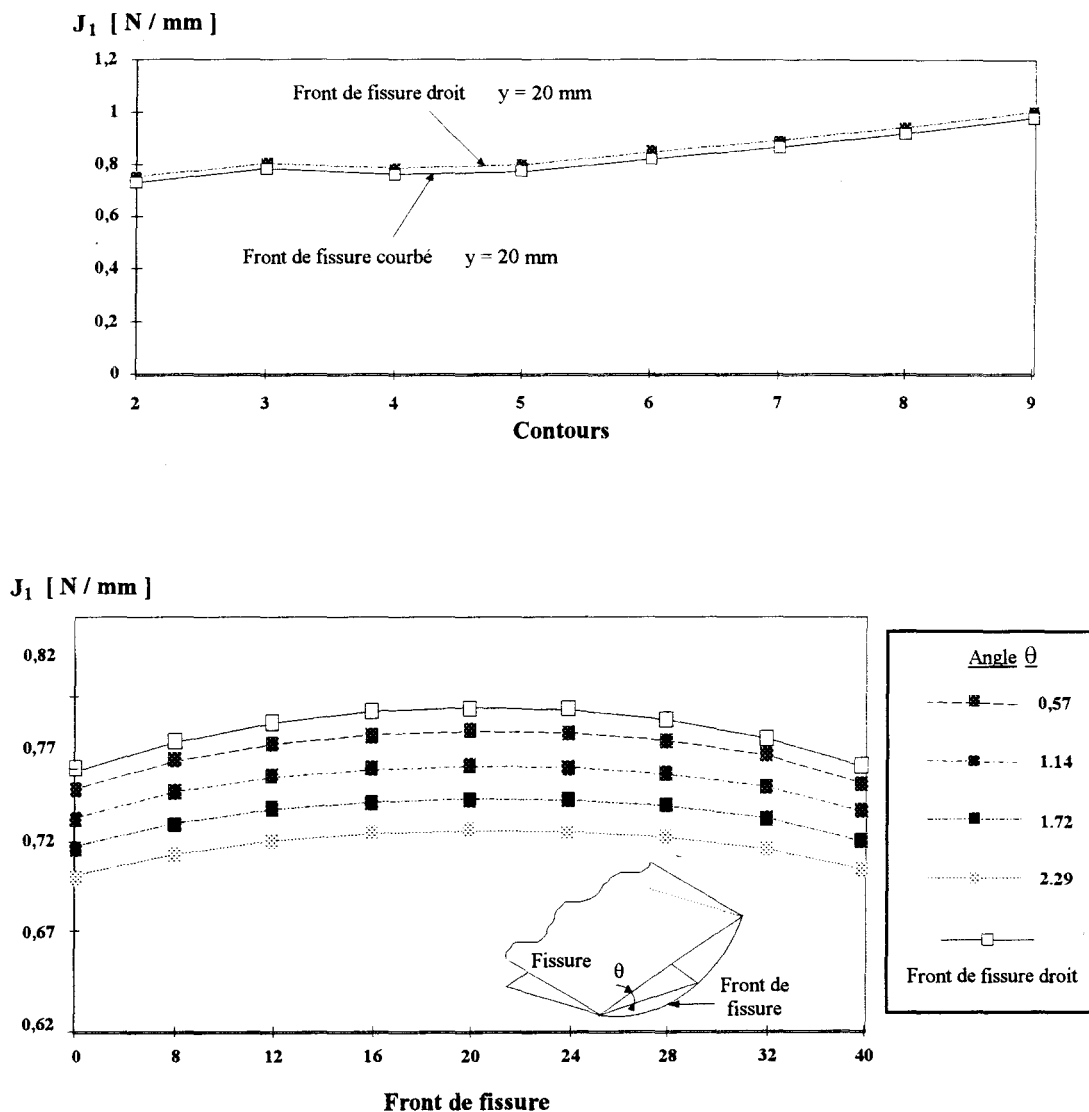 J₁ [ N / mm ]
1,2
1
0,8
0,6
0,4
0,2
0
Front de fissure droit y = 20 mm
Front de fissure courbé y = 20 mm
2 3 4 5 6 7 8 9
Contours
J₁ [ N / mm ]
0,82
0,77
0,72
0,67
0,62
Fissure
θ
Front de
fissure
0 8 12 16 20 24 28 32 40
Front de fissure
Angle θ
0,57
1.14
1.72
2.29
Front de fissure droit